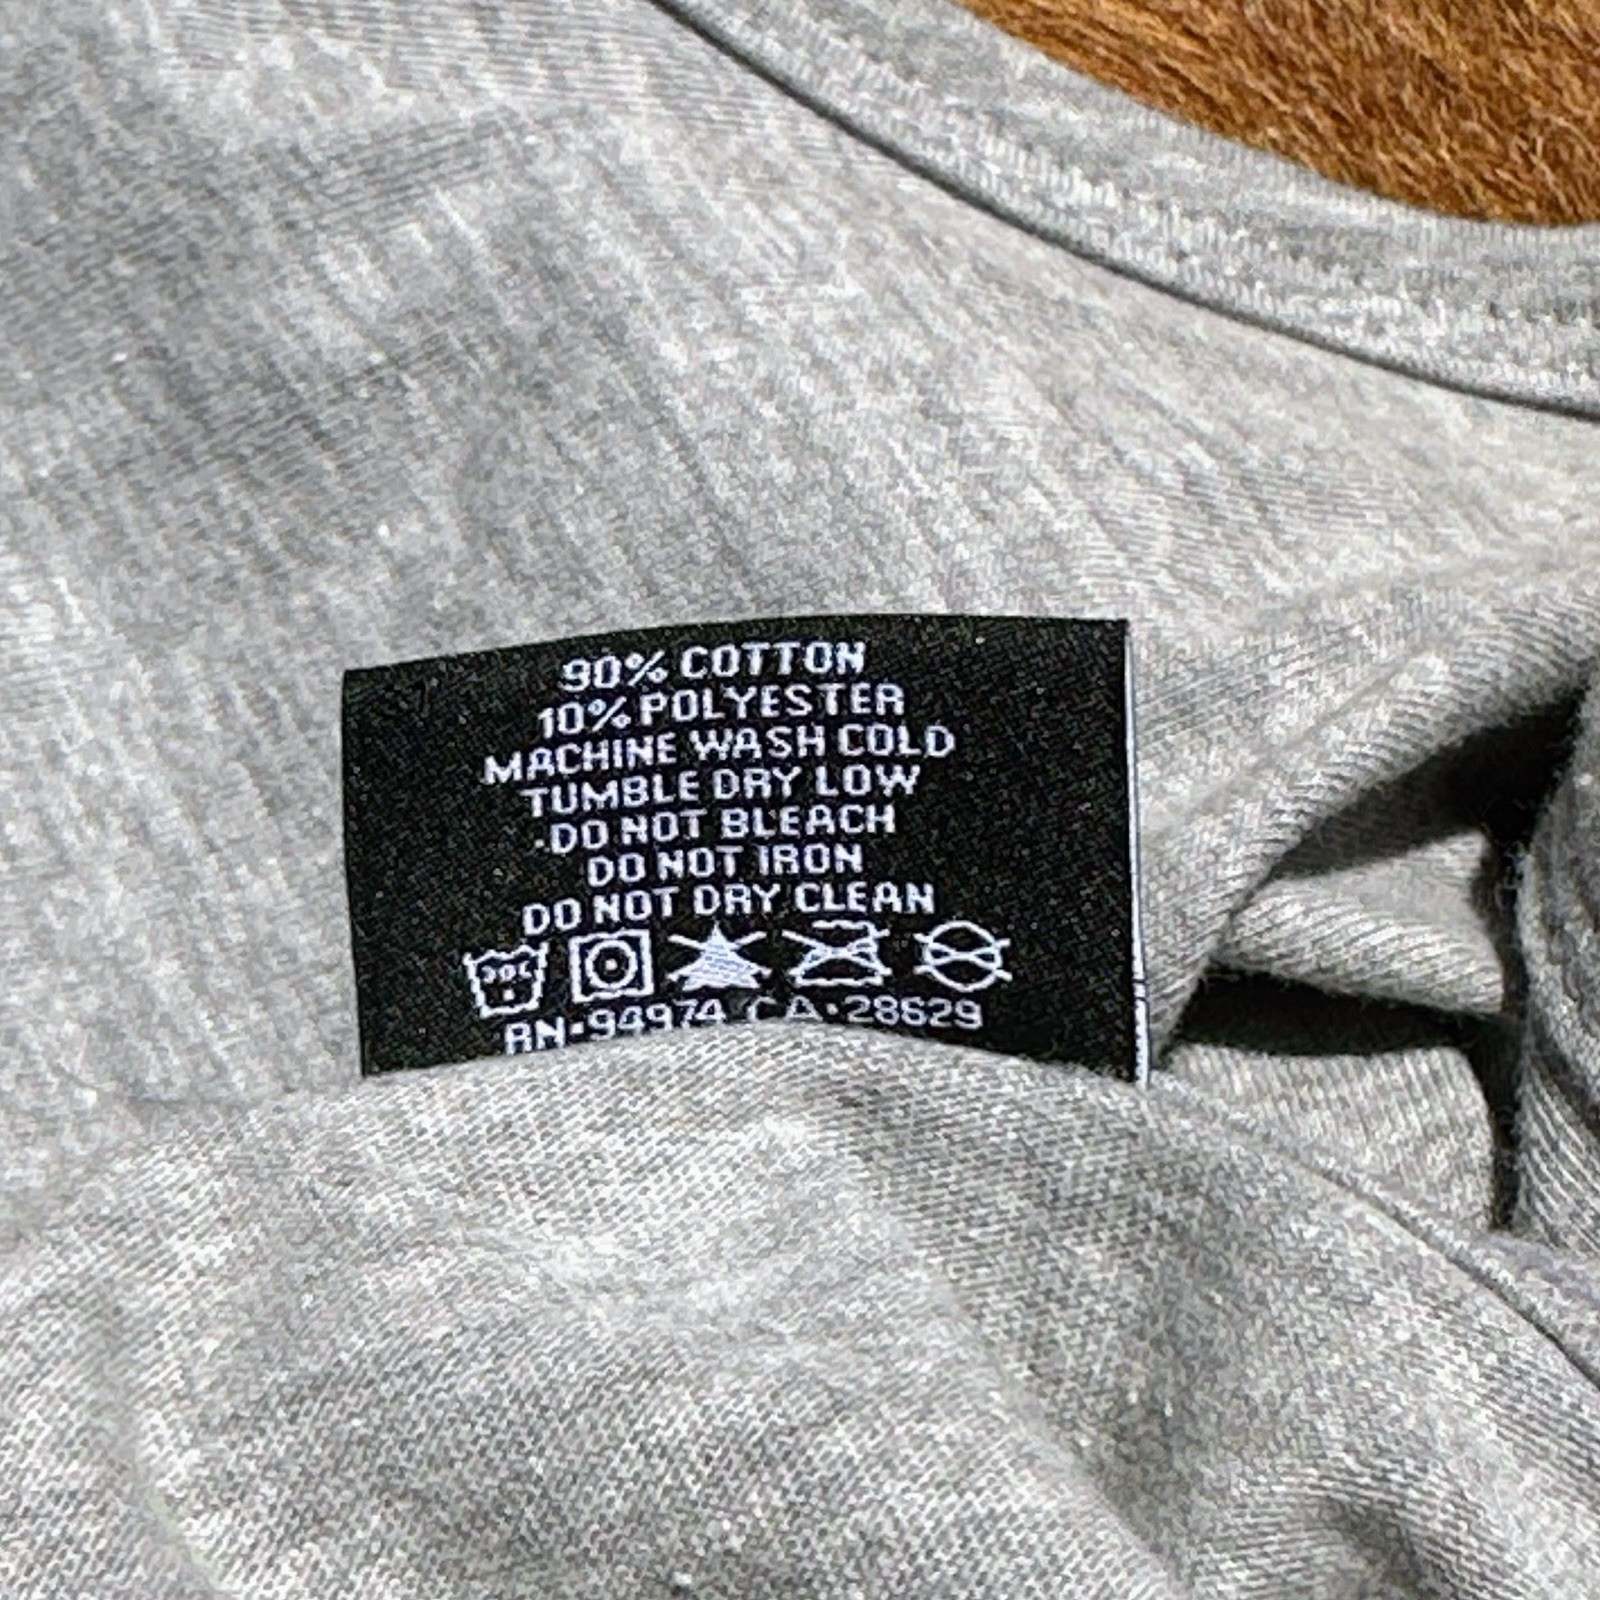 90% COTTON
10% POLYESTER
MACHINE WASH COLD
TUMBLE DRY LOW
DO NOT BLEACH
DO NOT IRON
DO NOT DRY CLEAN
RN-94974 CA-28629